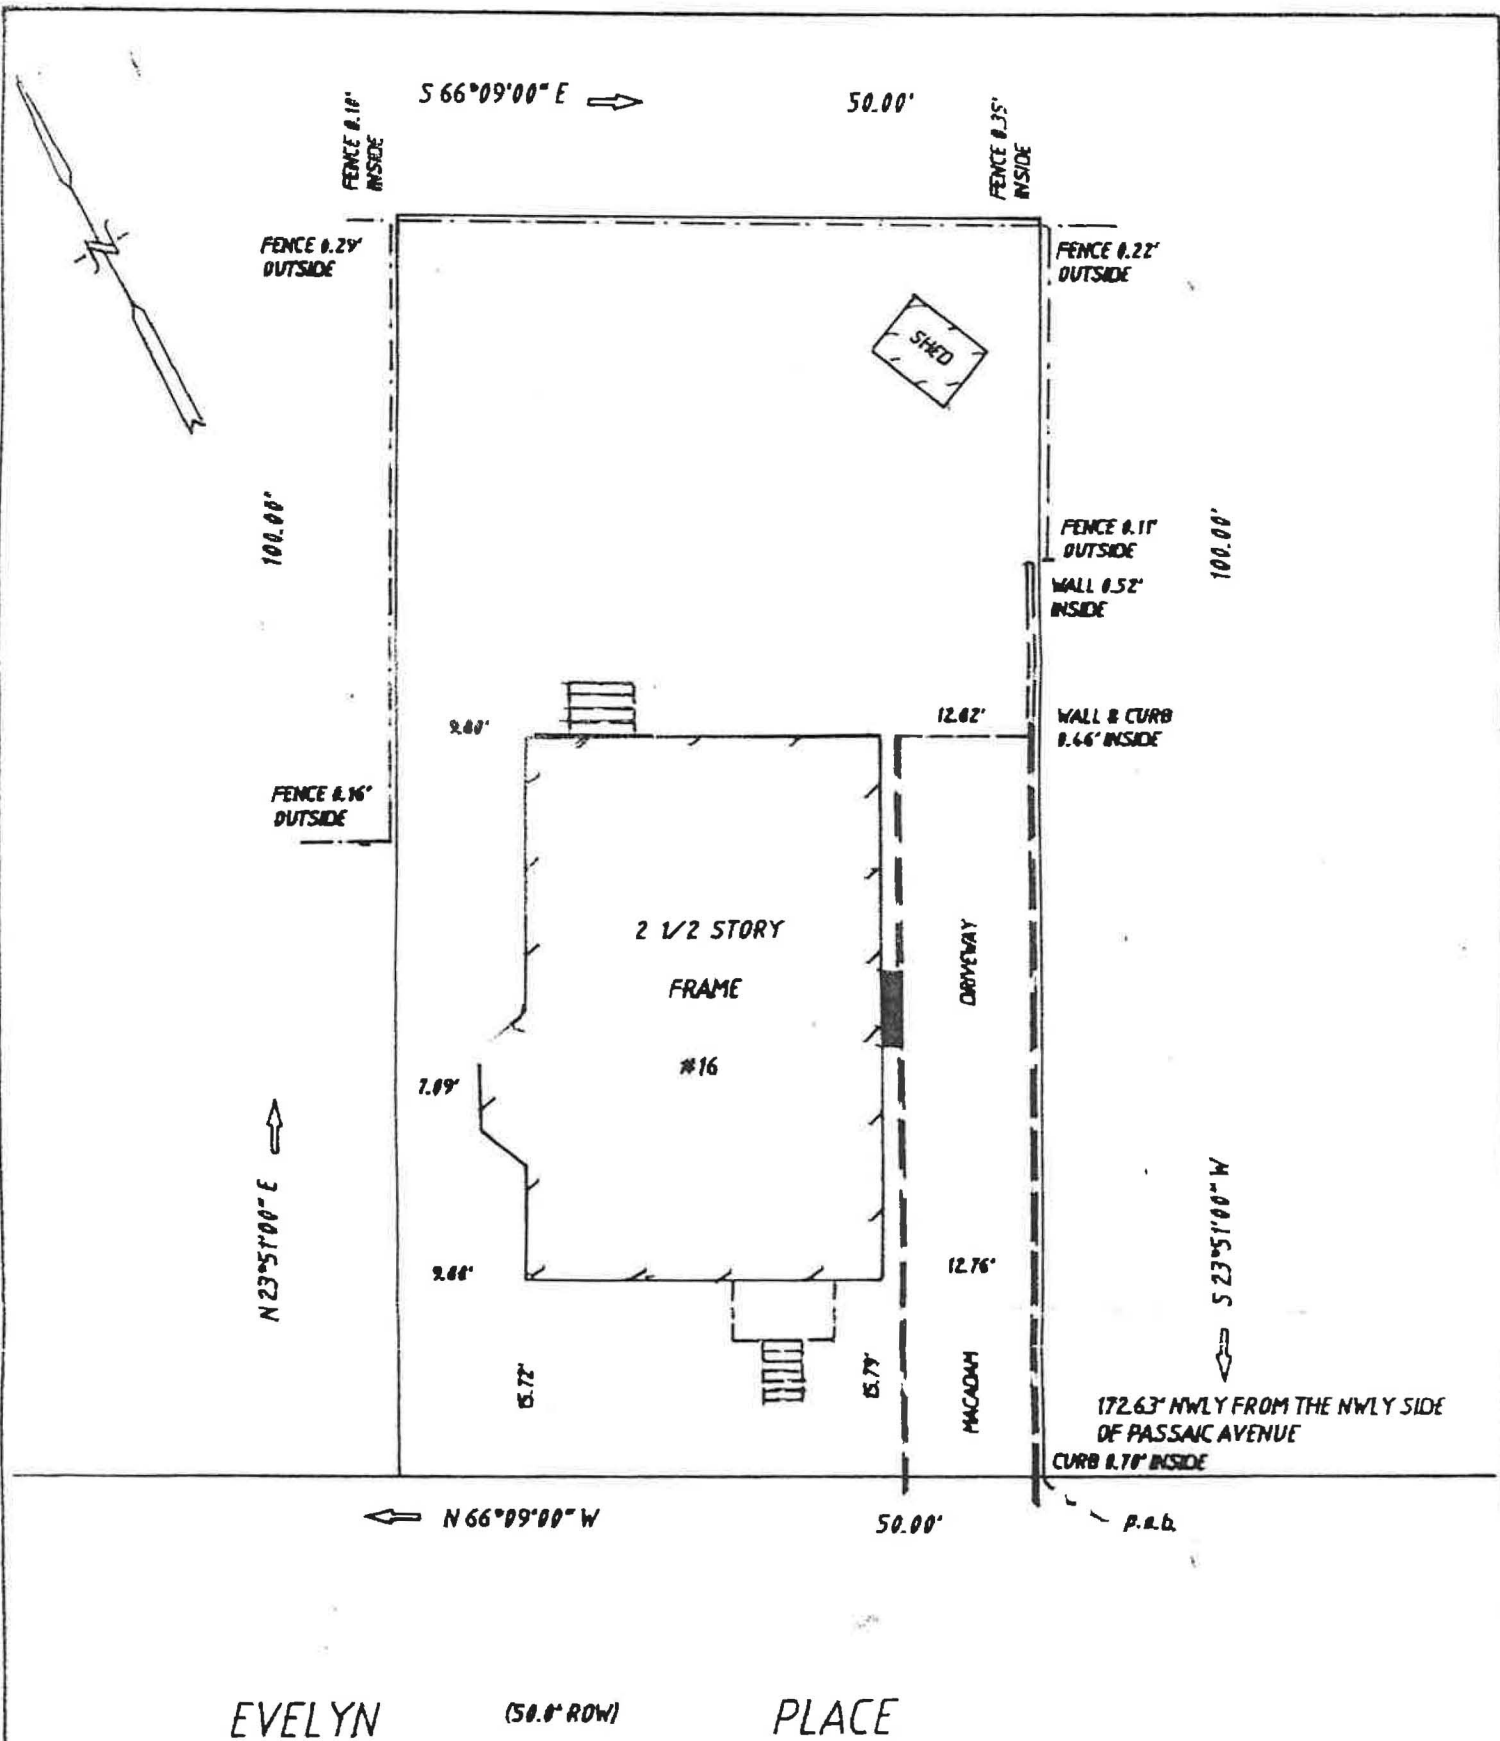 S 66°09'00" E
50.00'
FENCE 0.10'
INSIDE
FENCE 0.35'
INSIDE
FENCE 0.29'
OUTSIDE
FENCE 0.22'
OUTSIDE
SHED
100.00'
100.00'
FENCE 0.11'
OUTSIDE
WALL 0.52'
INSIDE
12.82'
WALL & CURB
0.66' INSIDE
FENCE 0.16'
OUTSIDE
2 1/2 STORY
FRAME
#16
DRIVEWAY
7.09'
N 23°51'00" E
S 23°51'00" W
12.76'
15.72'
15.79'
MACADAM
172.63' NWLY FROM THE NWLY SIDE
OF PASSAIC AVENUE
CURB 0.70' INSIDE
N 66°09'00" W
50.00'
p.o.b.
EVELYN (50.0' ROW) PLACE